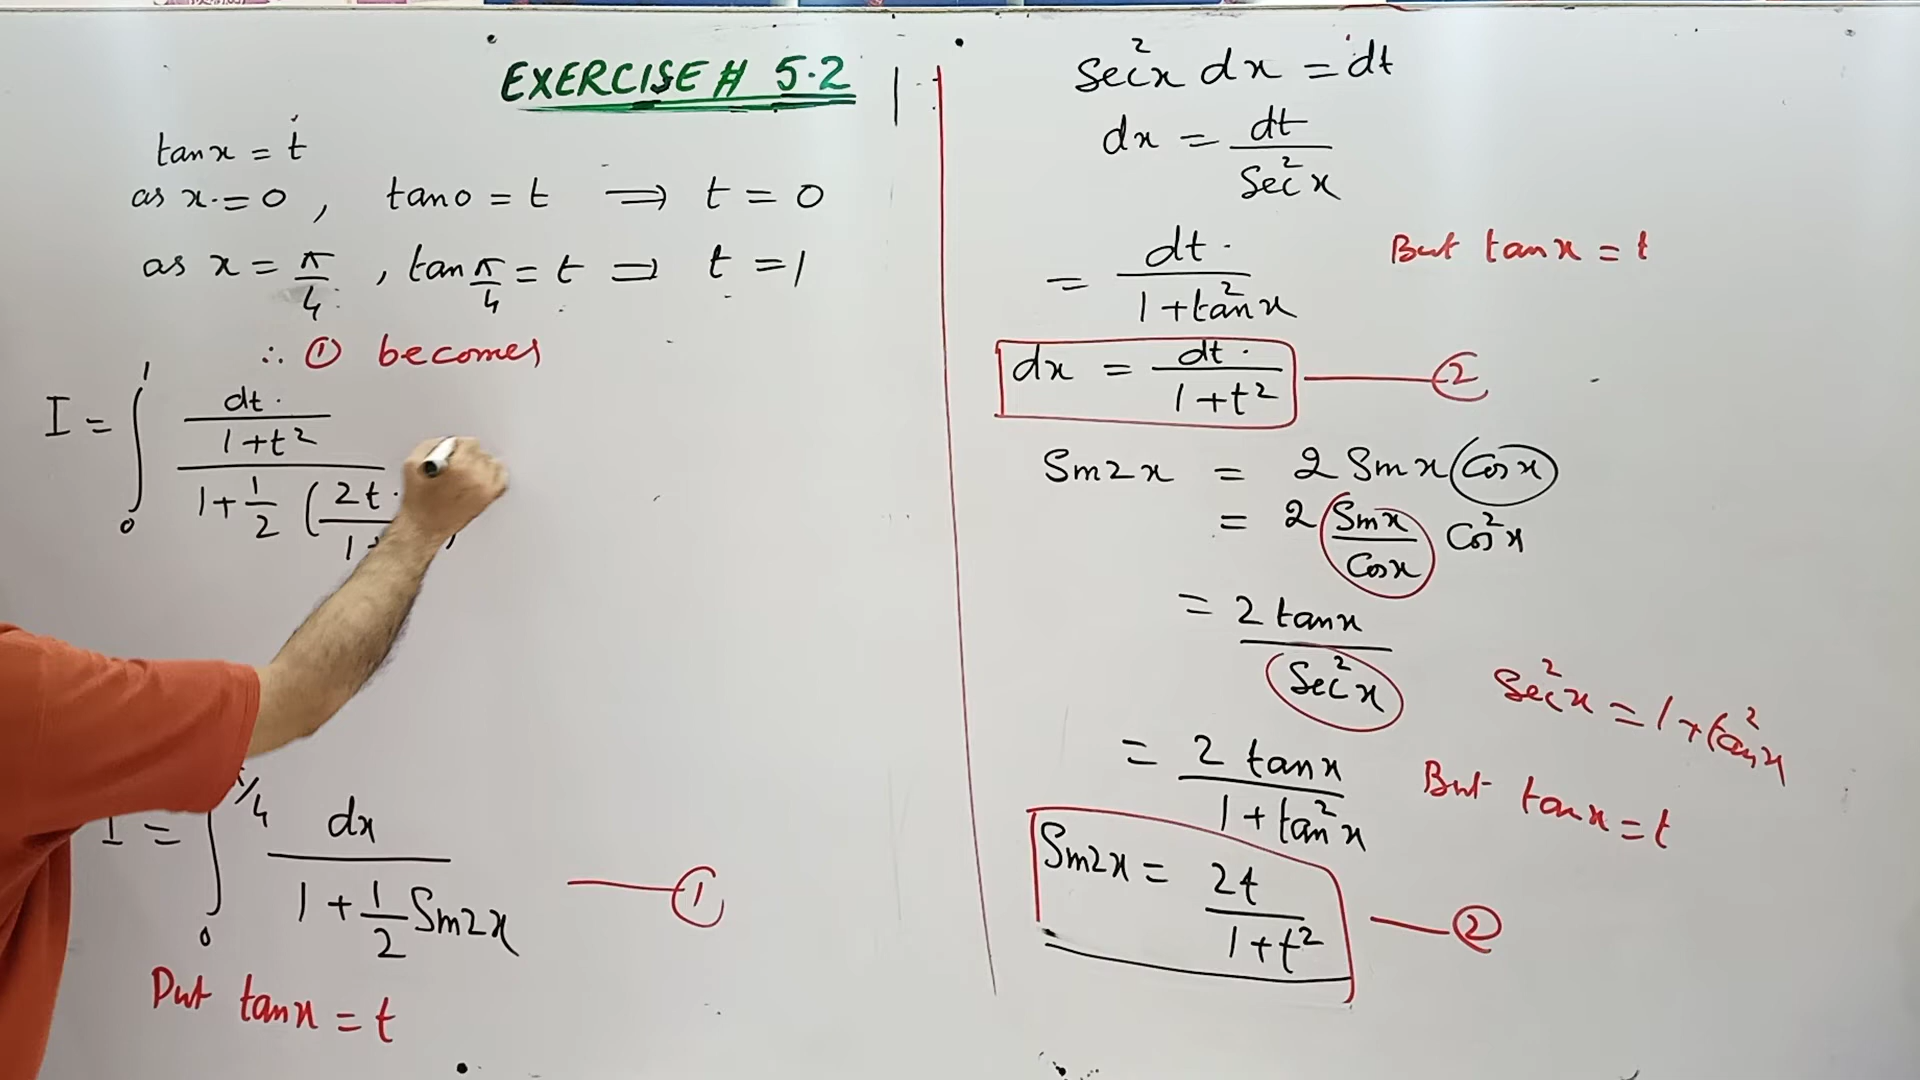 EXERCISE # 5.2
tanx = t
as x = 0 , tan0 = t ⟹ t = 0
as x = π/4 , tan π/4 = t ⟹ t = 1
∴ ① becomes
I = ∫₀¹ (dt / (1+t²)) / (1 + 1/2 (2t /
I = ∫₀^π/4 dx / (1 + 1/2 Sin2x) —— ①
Put tanx = t
Sec²x dx = dt
dx = dt / Sec²x
= dt / (1+tan²x) But tanx = t
dx = dt / (1+t²) —— ②
Sin2x = 2 Sinx Cosx
= 2 Sinx/Cosx Cos²x
= 2 tanx / Sec²x Sec²x = 1+tan²x
= 2 tanx / (1+tan²x) But tanx = t
Sin2x = 2t / (1+t²) —— ②